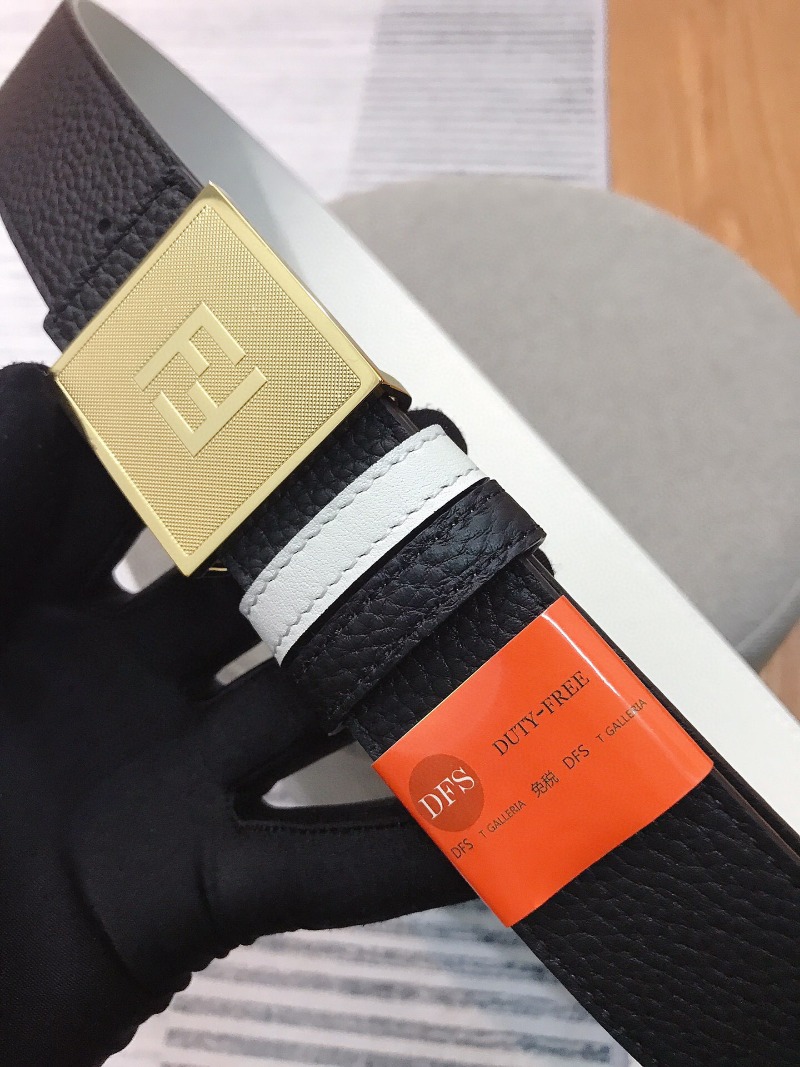 DUTY-FREE
DFS
DFS T GALLERIA 免税 DFS T GALLERIA